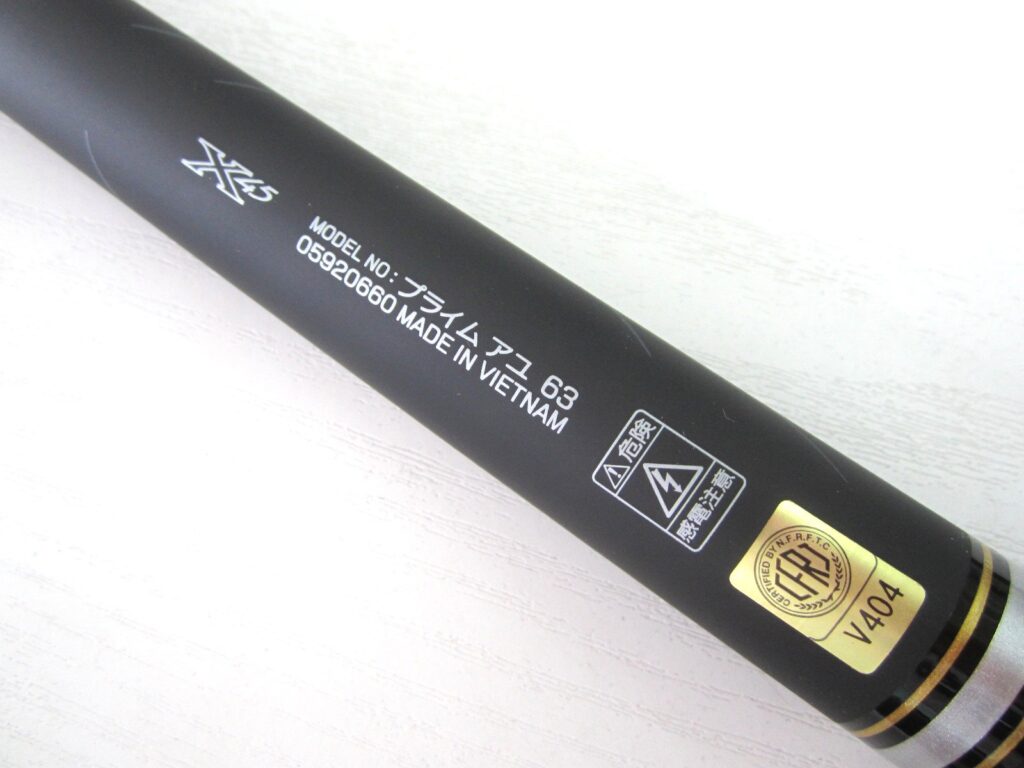 X45
MODEL NO: プライム アユ 63
05920660 MADE IN VIETNAM
危険
感電注意
CERTIFIED BY N.F.R.F.T.C
CFRJ
V404